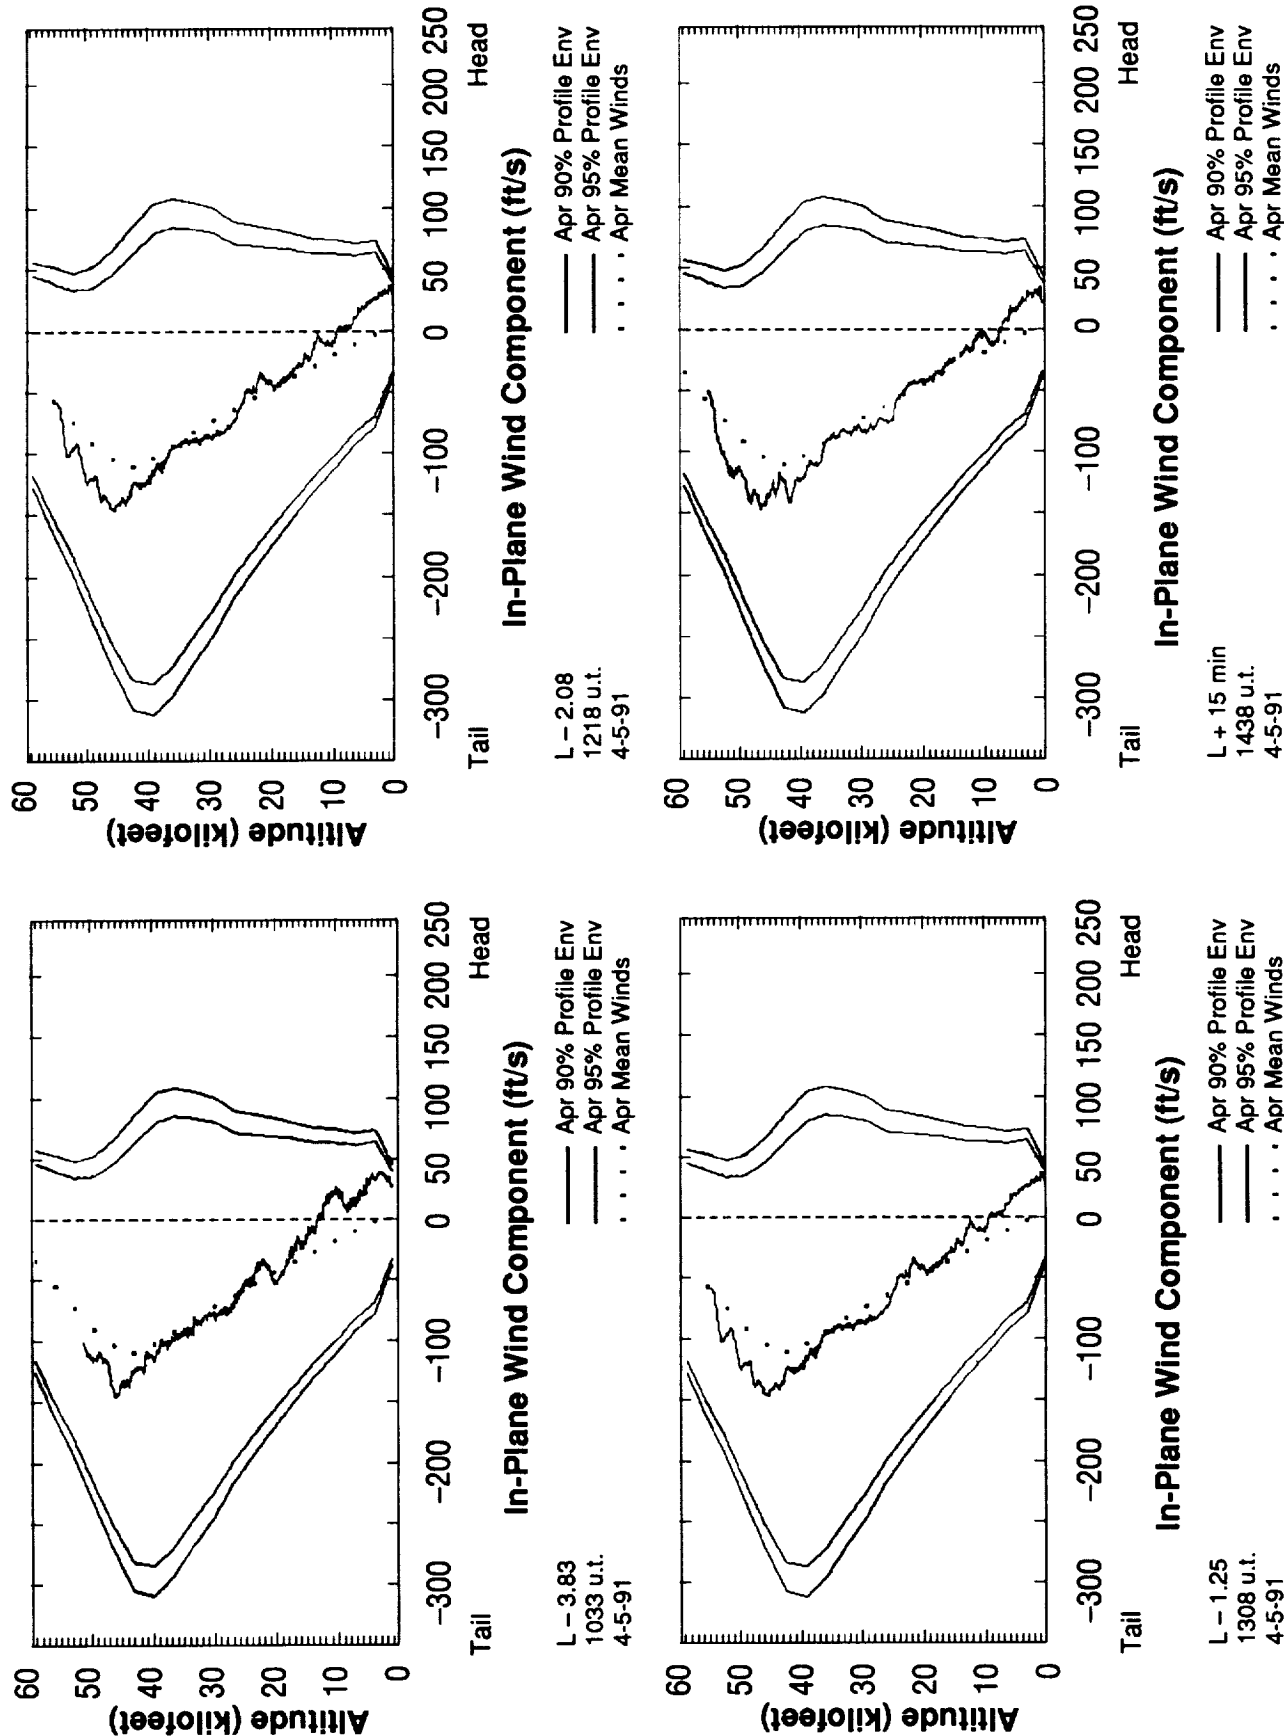 Altitude (kilofeet)
60
50
40
30
20
10
0
−300 −200 −100 0 50 100 150 200 250
Tail Head
In-Plane Wind Component (ft/s)
L − 3.83
1033 u.t.
4-5-91
Apr 90% Profile Env
Apr 95% Profile Env
Apr Mean Winds
Altitude (kilofeet)
60
50
40
30
20
10
0
−300 −200 −100 0 50 100 150 200 250
Tail Head
In-Plane Wind Component (ft/s)
L − 2.08
1218 u.t.
4-5-91
Apr 90% Profile Env
Apr 95% Profile Env
Apr Mean Winds
Altitude (kilofeet)
60
50
40
30
20
10
0
−300 −200 −100 0 50 100 150 200 250
Tail Head
In-Plane Wind Component (ft/s)
L − 1.25
1308 u.t.
4-5-91
Apr 90% Profile Env
Apr 95% Profile Env
Apr Mean Winds
Altitude (kilofeet)
60
50
40
30
20
10
0
−300 −200 −100 0 50 100 150 200 250
Tail Head
In-Plane Wind Component (ft/s)
L + 15 min
1438 u.t.
4-5-91
Apr 90% Profile Env
Apr 95% Profile Env
Apr Mean Winds